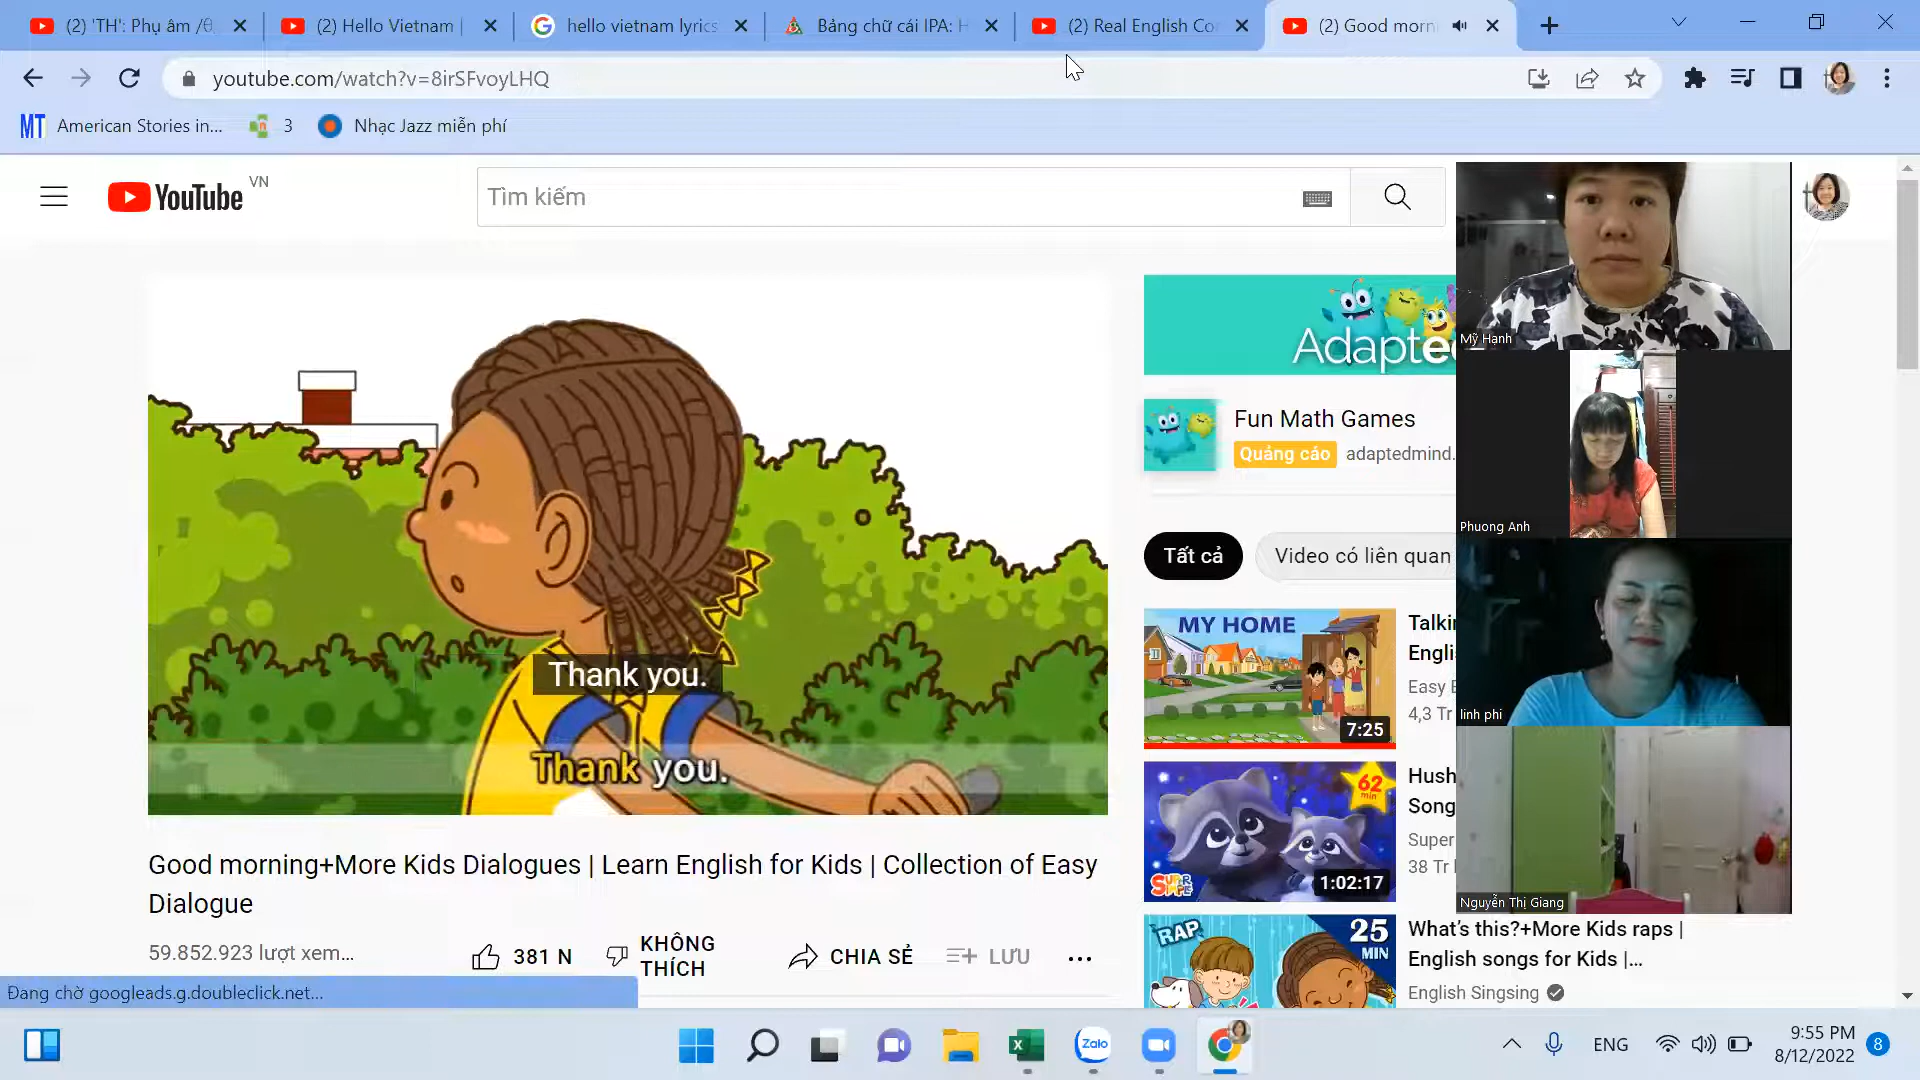 (2) 'TH': Phụ âm /θ,
(2) Hello Vietnam |
hello vietnam lyrics
Bảng chữ cái IPA: H
(2) Real English Co
(2) Good morn
youtube.com/watch?v=8irSFvoyLHQ
MT American Stories in...
3
Nhạc Jazz miễn phí
YouTube VN
Tìm kiếm
Adapte
Fun Math Games
Quảng cáo adaptedmind.
Tất cả
Video có liên quan
Thank you.
Thank you.
MY HOME
7:25
Talki
Engli
Easy E
4,3 Tr
62 min
SUPER SIMPLE
1:02:17
Hush
Song
Super
38 Tr
RAP
25 MIN
What's this?+More Kids raps |
English songs for Kids |...
English Singsing
Mỹ Hạnh
Phuong Anh
linh phi
Nguyễn Thị Giang
Good morning+More Kids Dialogues | Learn English for Kids | Collection of Easy
Dialogue
59.852.923 lượt xem...
381 N
KHÔNG
THÍCH
CHIA SẺ
LƯU
Đang chờ googleads.g.doubleclick.net...
Zalo
ENG
9:55 PM
8/12/2022
8